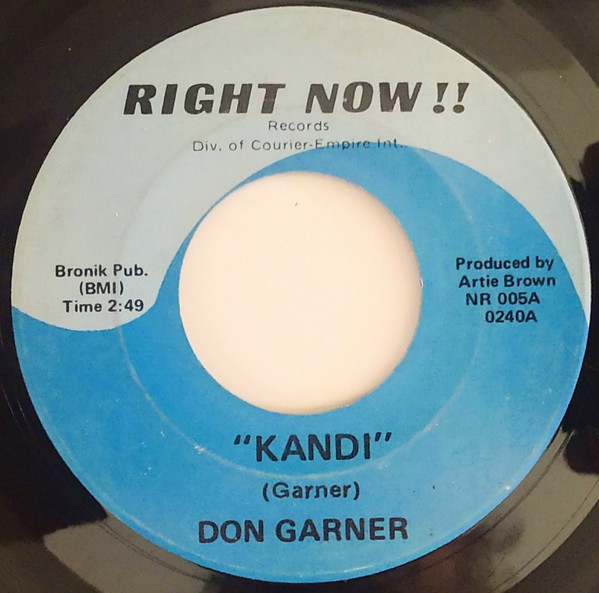 RIGHT NOW!!
Records
Div. of Courier-Empire Int.
Bronik Pub.
(BMI)
Time 2:49
Produced by
Artie Brown
NR 005A
0240A
"KANDI"
(Garner)
DON GARNER